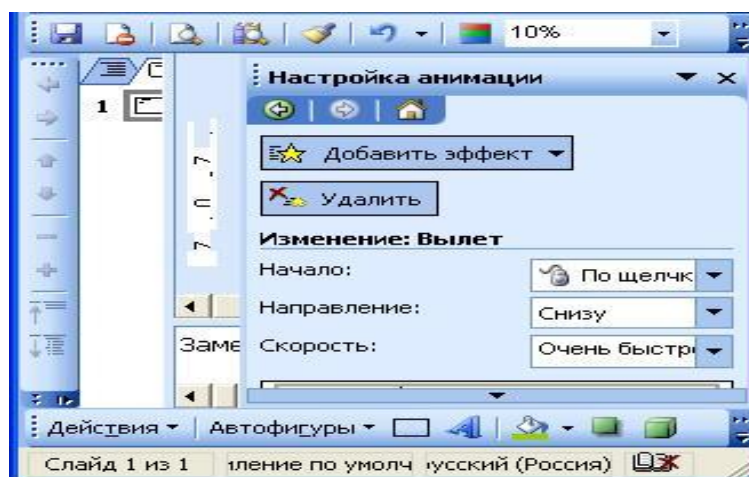 10%
Настройка анимации
1
Добавить эффект
Удалить
Изменение: Вылет
Начало: По щелчк
Направление: Снизу
Заме Скорость: Очень быстр
Действия Автофигуры
Слайд 1 из 1 ление по умолч усский (Россия)